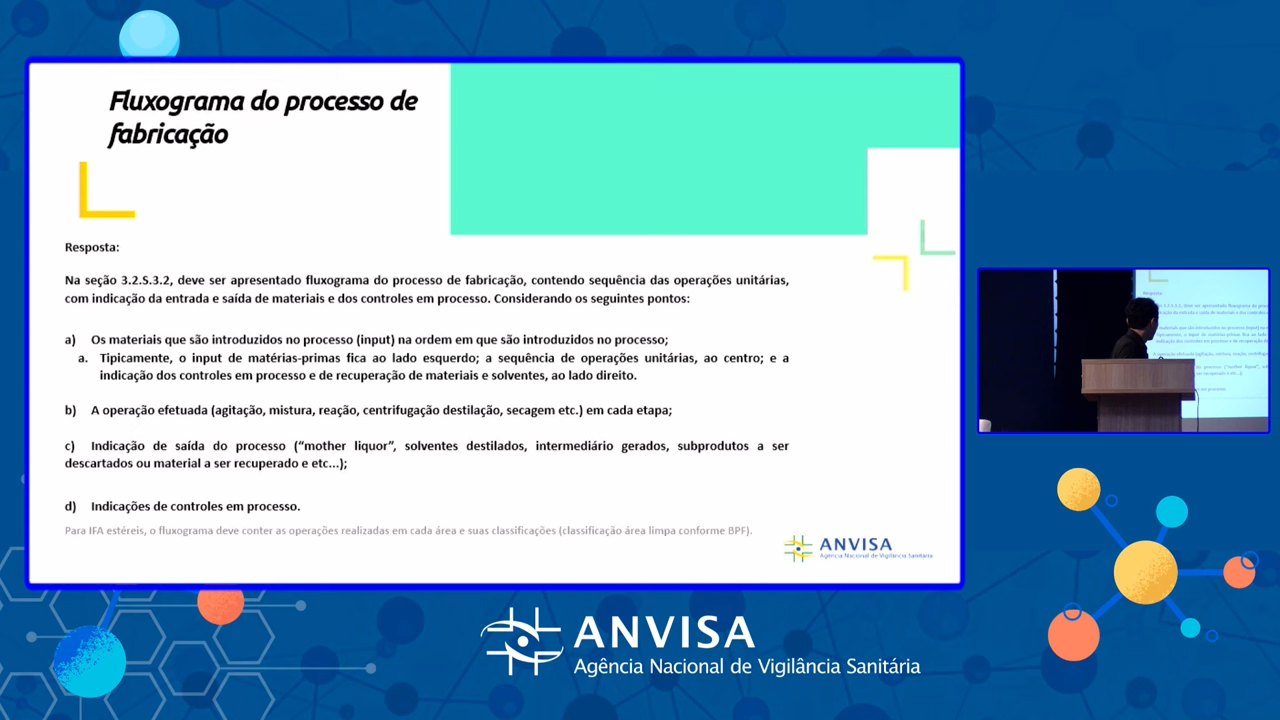 Fluxograma do processo de
fabricação
Resposta:
Na seção 3.2.S.3.2, deve ser apresentado fluxograma do processo de fabricação, contendo sequência das operações unitárias,
com indicação da entrada e saída de materiais e dos controles em processo. Considerando os seguintes pontos:
a) Os materiais que são introduzidos no processo (input) na ordem em que são introduzidos no processo;
a. Tipicamente, o input de matérias-primas fica ao lado esquerdo; a sequência de operações unitárias, ao centro; e a
indicação dos controles em processo e de recuperação de materiais e solventes, ao lado direito.
b) A operação efetuada (agitação, mistura, reação, centrifugação destilação, secagem etc.) em cada etapa;
c) Indicação de saída do processo (“mother liquor”, solventes destilados, intermediário gerados, subprodutos a ser
descartados ou material a ser recuperado e etc...);
d) Indicações de controles em processo.
Para IFA estéreis, o fluxograma deve conter as operações realizadas em cada área e suas classificações (classificação área limpa conforme BPF).
ANVISA
Agência Nacional de Vigilância Sanitária
ANVISA
Agência Nacional de Vigilância Sanitária